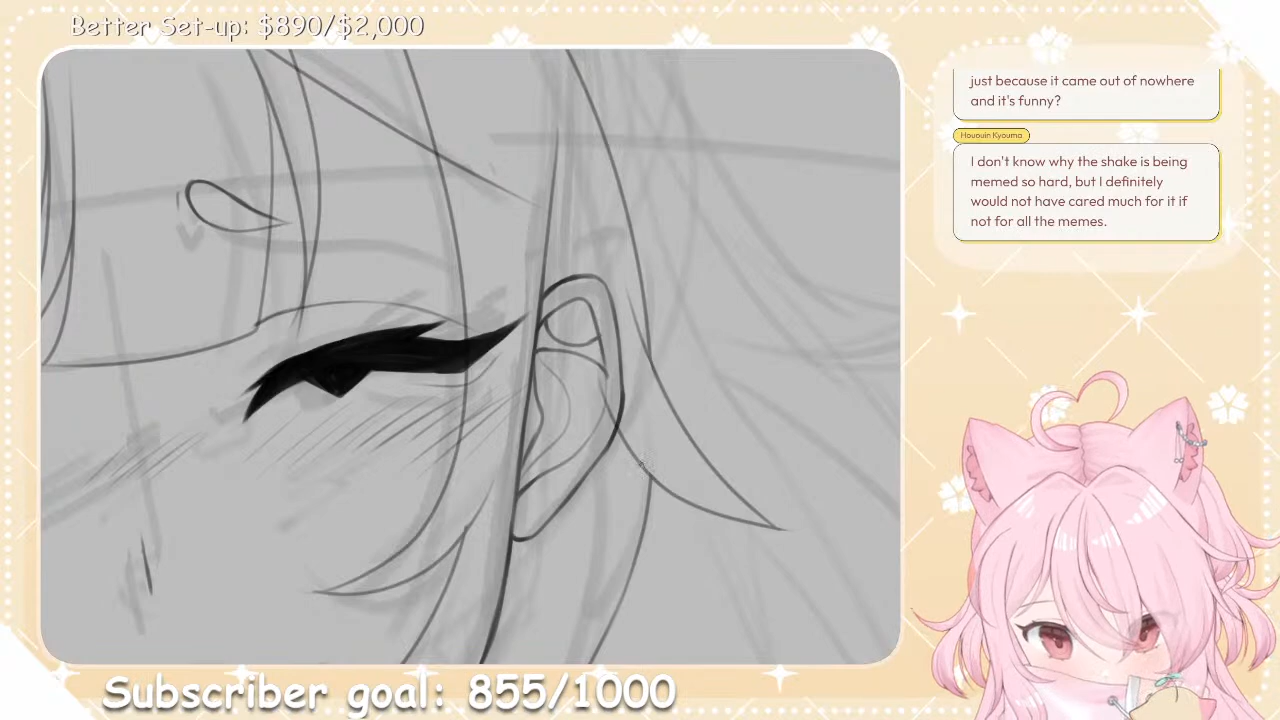 Better Set-up: $890/$2,000
just because it came out of nowhere
and it's funny?
Hououin Kyouma
I don't know why the shake is being
memed so hard, but I definitely
would not have cared much for it if
not for all the memes.
Subscriber goal: 855/1000